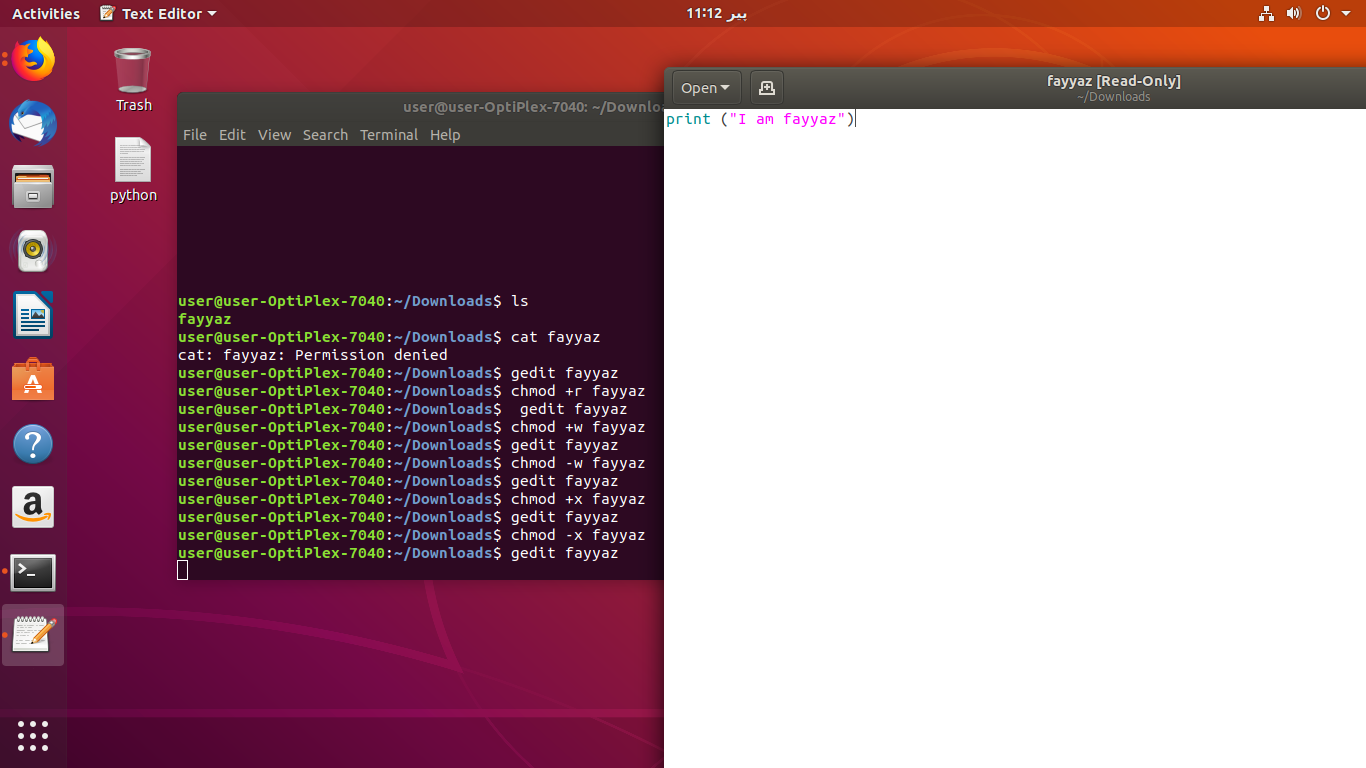 Activities
Text Editor
11:12 پیر
Trash
python
user@user-OptiPlex-7040: ~/Downloa
File Edit View Search Terminal Help
user@user-OptiPlex-7040:~/Downloads$ ls
fayyaz
user@user-OptiPlex-7040:~/Downloads$ cat fayyaz
cat: fayyaz: Permission denied
user@user-OptiPlex-7040:~/Downloads$ gedit fayyaz
user@user-OptiPlex-7040:~/Downloads$ chmod +r fayyaz
user@user-OptiPlex-7040:~/Downloads$  gedit fayyaz
user@user-OptiPlex-7040:~/Downloads$ chmod +w fayyaz
user@user-OptiPlex-7040:~/Downloads$ gedit fayyaz
user@user-OptiPlex-7040:~/Downloads$ chmod -w fayyaz
user@user-OptiPlex-7040:~/Downloads$ gedit fayyaz
user@user-OptiPlex-7040:~/Downloads$ chmod +x fayyaz
user@user-OptiPlex-7040:~/Downloads$ gedit fayyaz
user@user-OptiPlex-7040:~/Downloads$ chmod -x fayyaz
user@user-OptiPlex-7040:~/Downloads$ gedit fayyaz
Open
fayyaz [Read-Only]
~/Downloads
print ("I am fayyaz")